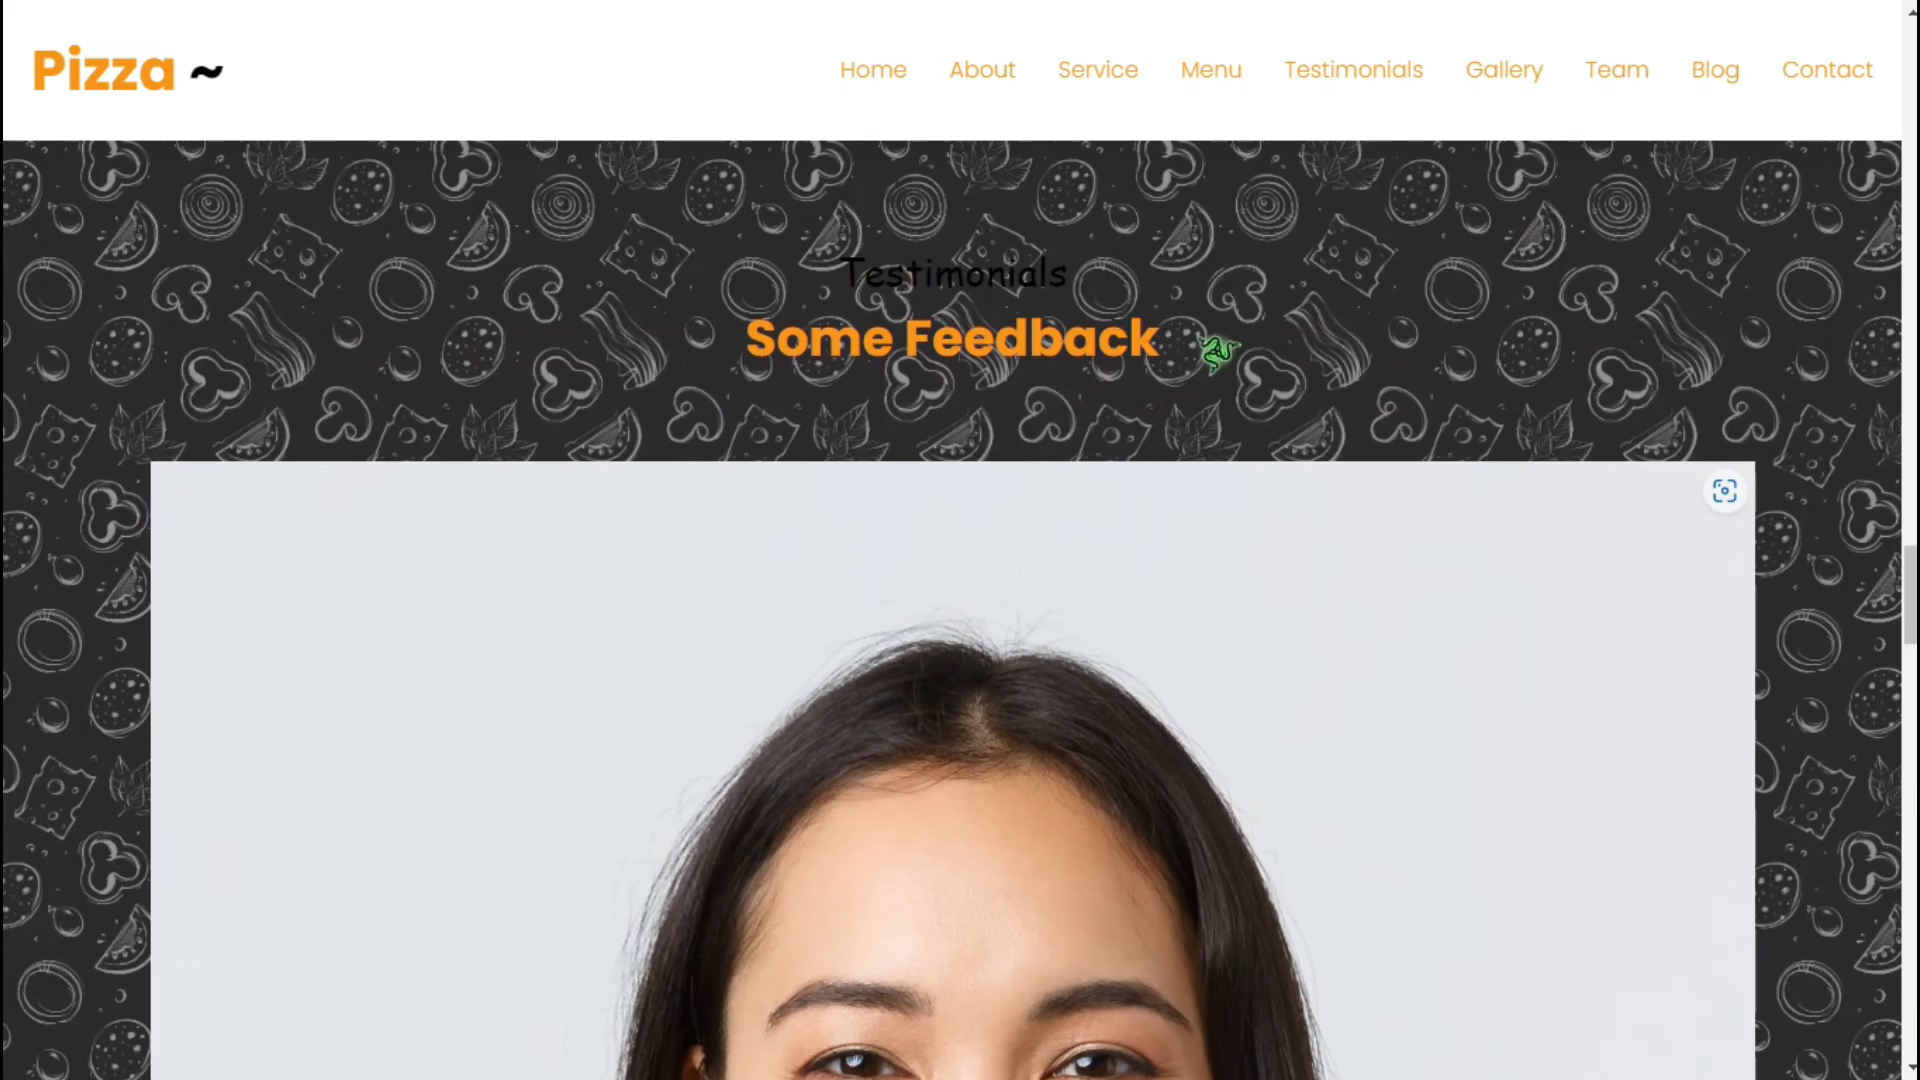 Pizza ~
Home About Service Menu Testimonials Gallery Team Blog Contact
Testimonials
Some Feedback